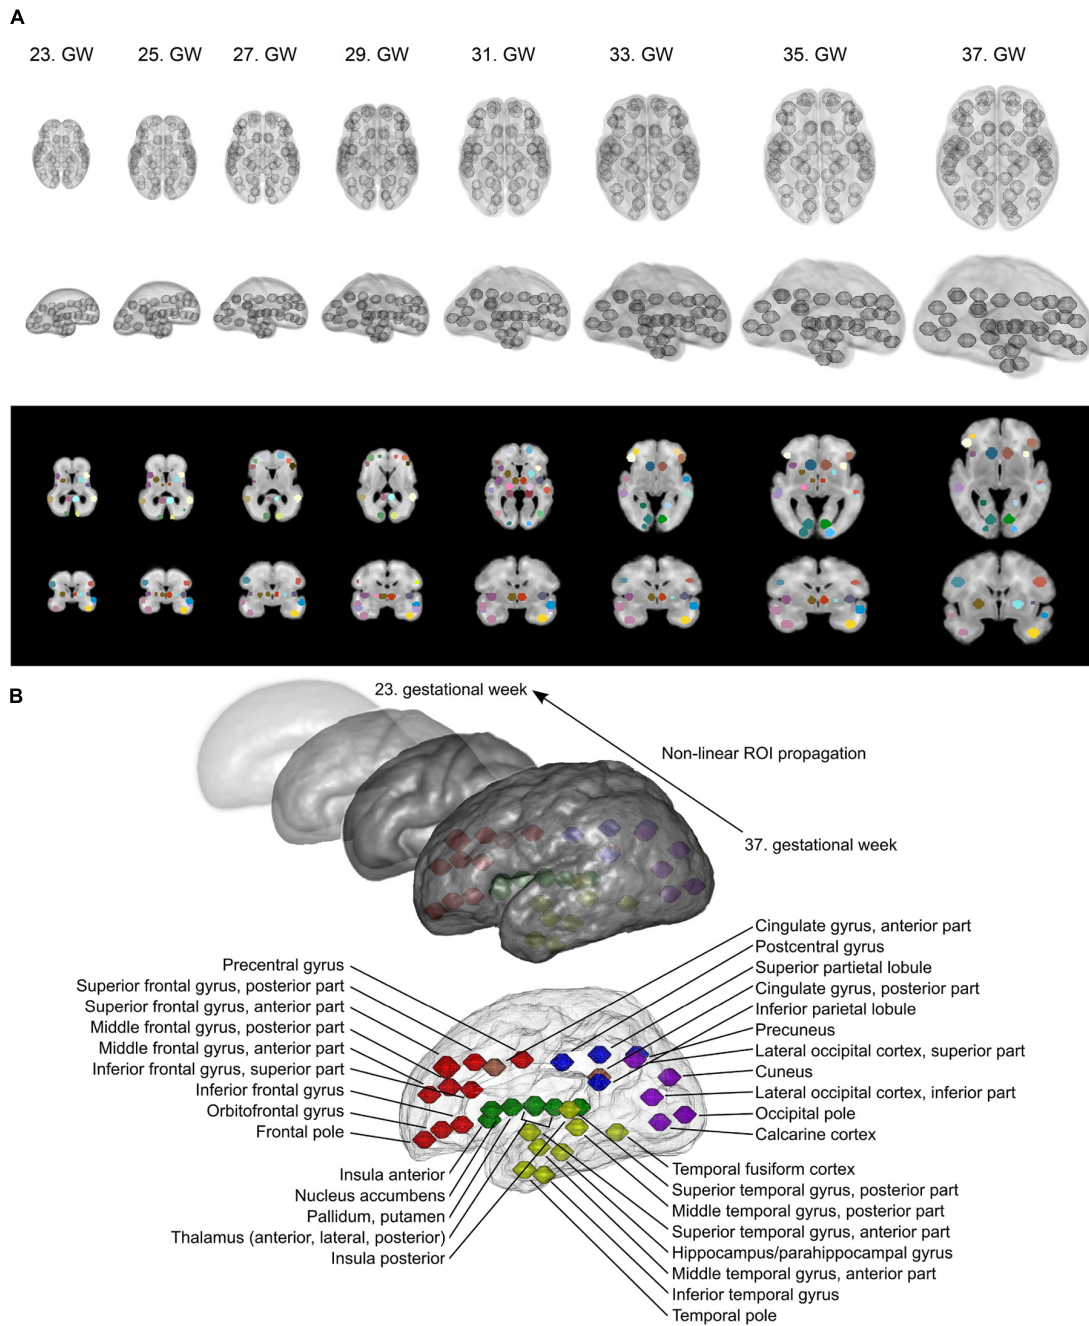 A
23. GW 25. GW 27. GW 29. GW 31. GW 33. GW 35. GW 37. GW
B
23. gestational week
Non-linear ROI propagation
37. gestational week
Precentral gyrus
Superior frontal gyrus, posterior part
Superior frontal gyrus, anterior part
Middle frontal gyrus, posterior part
Middle frontal gyrus, anterior part
Inferior frontal gyrus, superior part
Inferior frontal gyrus
Orbitofrontal gyrus
Frontal pole
Insula anterior
Nucleus accumbens
Pallidum, putamen
Thalamus (anterior, lateral, posterior)
Insula posterior
Cingulate gyrus, anterior part
Postcentral gyrus
Superior partietal lobule
Cingulate gyrus, posterior part
Inferior parietal lobule
Precuneus
Lateral occipital cortex, superior part
Cuneus
Lateral occipital cortex, inferior part
Occipital pole
Calcarine cortex
Temporal fusiform cortex
Superior temporal gyrus, posterior part
Middle temporal gyrus, posterior part
Superior temporal gyrus, anterior part
Hippocampus/parahippocampal gyrus
Middle temporal gyrus, anterior part
Inferior temporal gyrus
Temporal pole